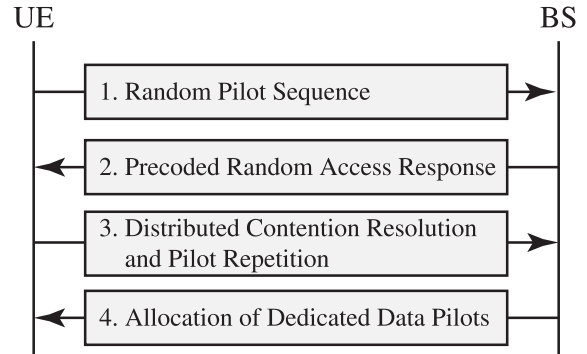 UE BS
1. Random Pilot Sequence
2. Precoded Random Access Response
3. Distributed Contention Resolution
and Pilot Repetition
4. Allocation of Dedicated Data Pilots